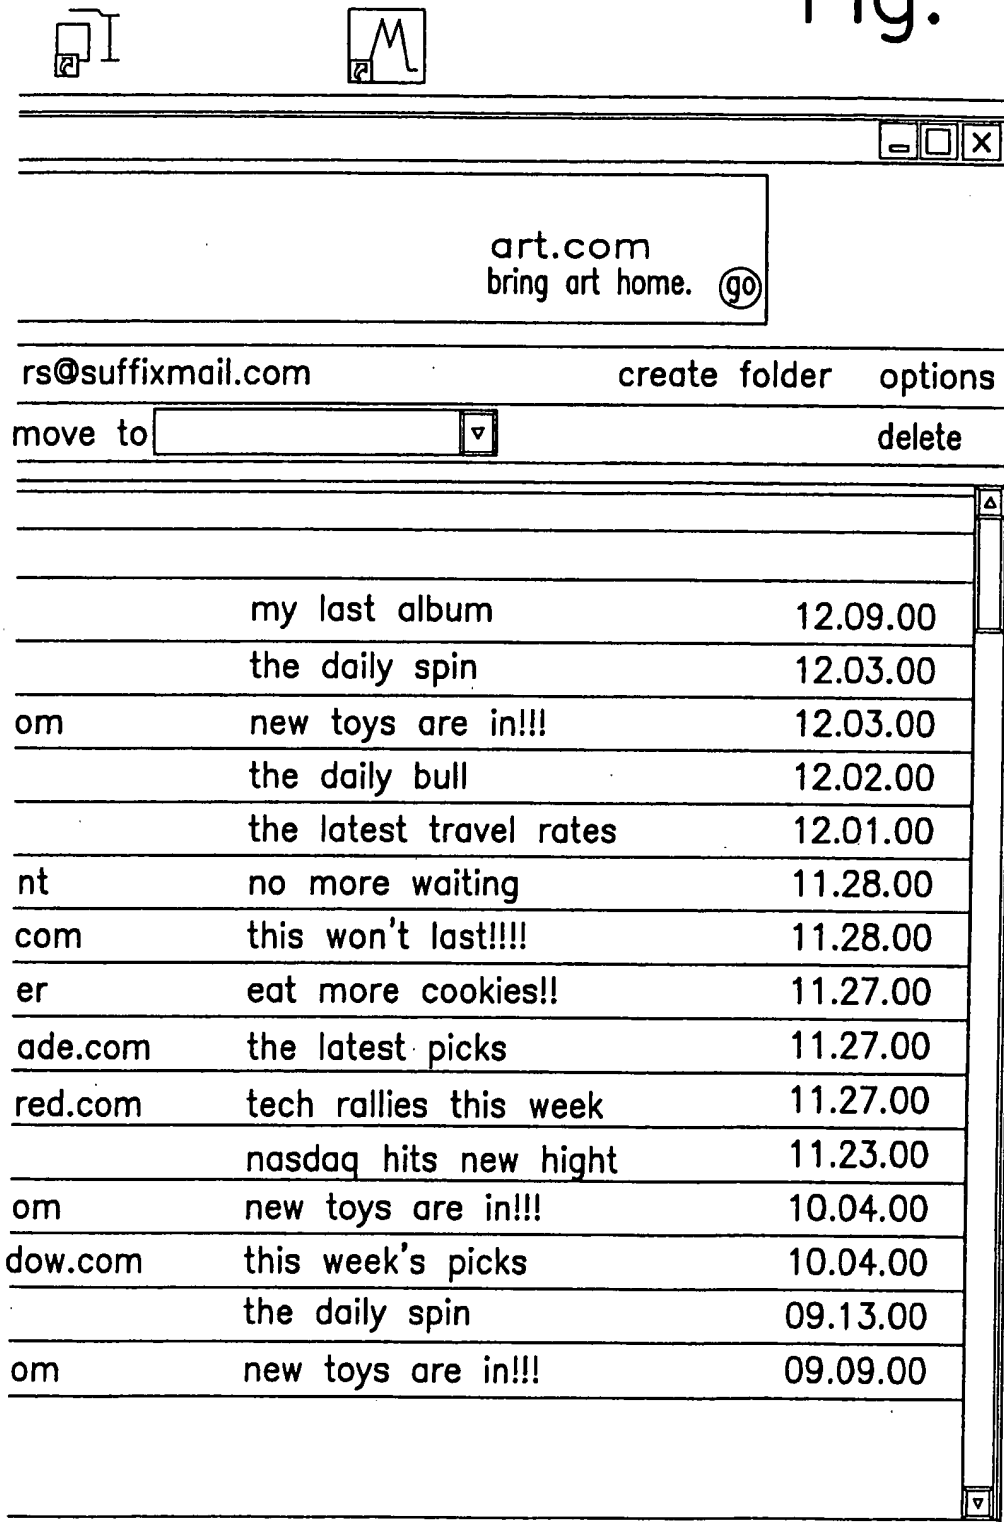 Fig.
M
art.com
bring art home. go
rs@suffixmail.com create folder options
move to delete
my last album 12.09.00
the daily spin 12.03.00
om new toys are in!!! 12.03.00
the daily bull 12.02.00
the latest travel rates 12.01.00
nt no more waiting 11.28.00
com this won't last!!!! 11.28.00
er eat more cookies!! 11.27.00
ade.com the latest picks 11.27.00
red.com tech rallies this week 11.27.00
nasdaq hits new hight 11.23.00
om new toys are in!!! 10.04.00
dow.com this week's picks 10.04.00
the daily spin 09.13.00
om new toys are in!!! 09.09.00